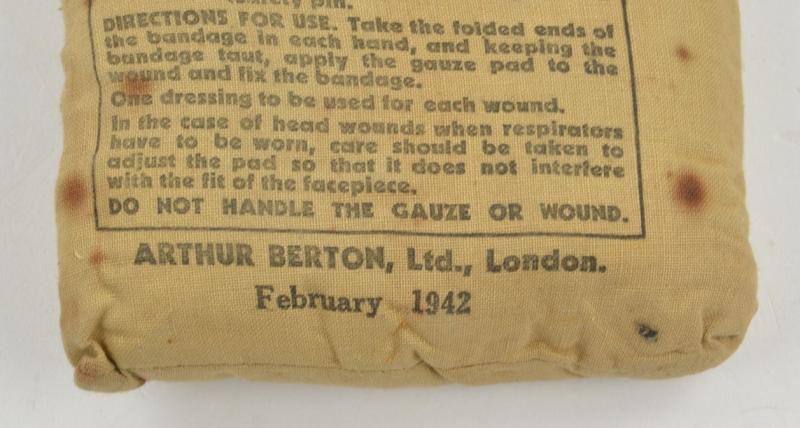 (Safety pin.
DIRECTIONS FOR USE. Take the folded ends of
the bandage in each hand, and keeping the
bandage taut, apply the gauze pad to the
wound and fix the bandage.
One dressing to be used for each wound.
In the case of head wounds when respirators
have to be worn, care should be taken to
adjust the pad so that it does not interfere
with the fit of the facepiece.
DO NOT HANDLE THE GAUZE OR WOUND.
ARTHUR BERTON, Ltd., London.
February 1942